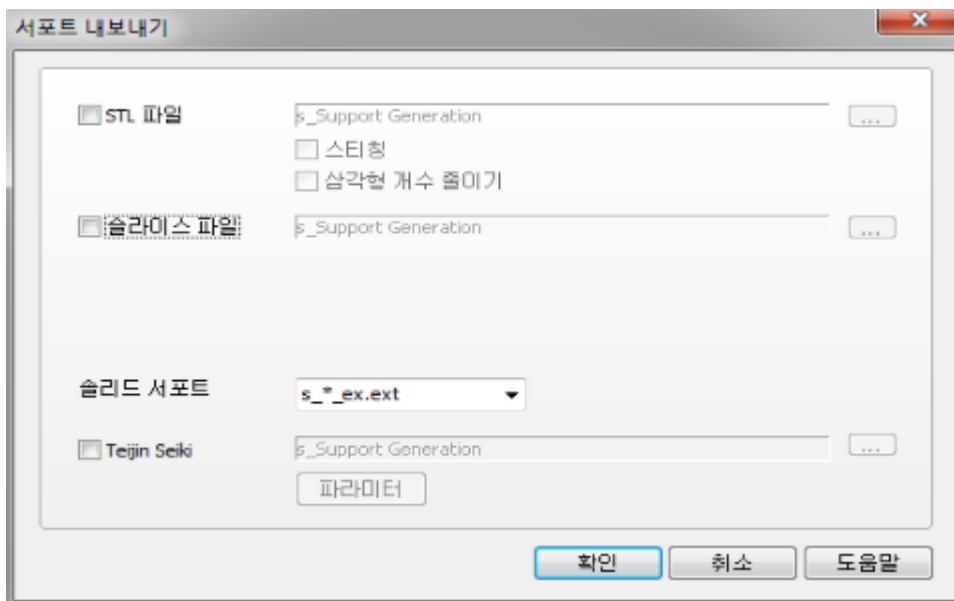 서포트 내보내기
STL 파일 s_Support Generation ...
스티칭
삼각형 개수 줄이기
슬라이스 파일 s_Support Generation ...
솔리드 서포트 s_*_ex.ext
Teijin Seiki s_Support Generation ...
파라미터
확인 취소 도움말